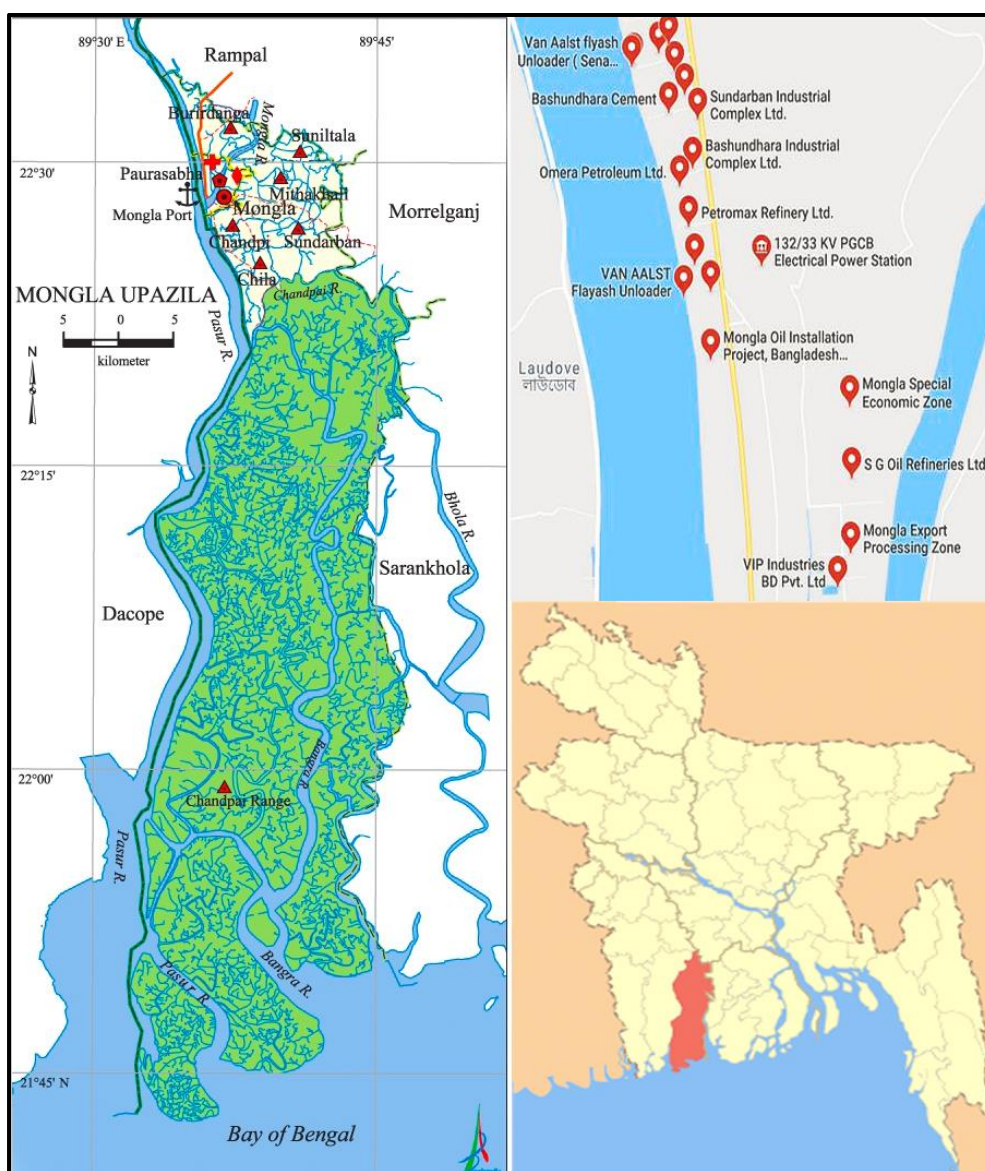 89°30' E
89°45'
Rampal
Burirdanga
Mongla R.
Suniltala
22°30'
Paurasabha
Mithakhali
Mongla Port
Mongla
Morrelganj
Chandpi
Sundarban
Chila
Chandpai R.
MONGLA UPAZILA
5 0 5
kilometer
Pasur R.
N
22°15'
Bhola R.
Sarankhola
Dacope
Bangra R
22°00'
Chandpai Range
Pasur R.
Pasur R
Bangra R.
21°45' N
Bay of Bengal
Van Aalst flyash
Unloader ( Sena...
Bashundhara Cement
Sundarban Industrial
Complex Ltd.
Bashundhara Industrial
Complex Ltd.
Omera Petroleum Ltd.
Petromax Refinery Ltd.
132/33 KV PGCB
Electrical Power Station
VAN AALST
Flayash Unloader
Mongla Oil Installation
Project, Bangladesh...
Laudove
লাউডোব
Mongla Special
Economic Zone
S G Oil Refineries Ltd
Mongla Export
Processing Zone
VIP Industries
BD Pvt. Ltd